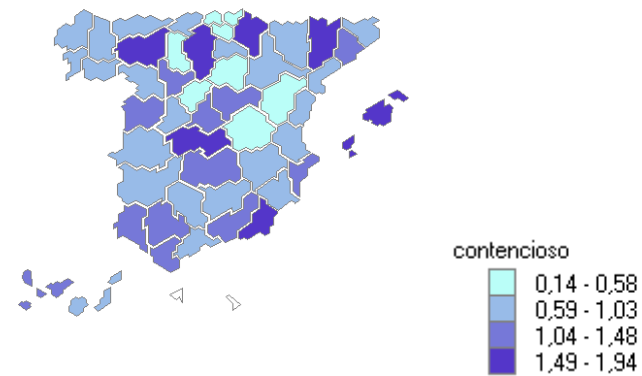 contencioso
0,14 - 0,58
0,59 - 1,03
1,04 - 1,48
1,49 - 1,94